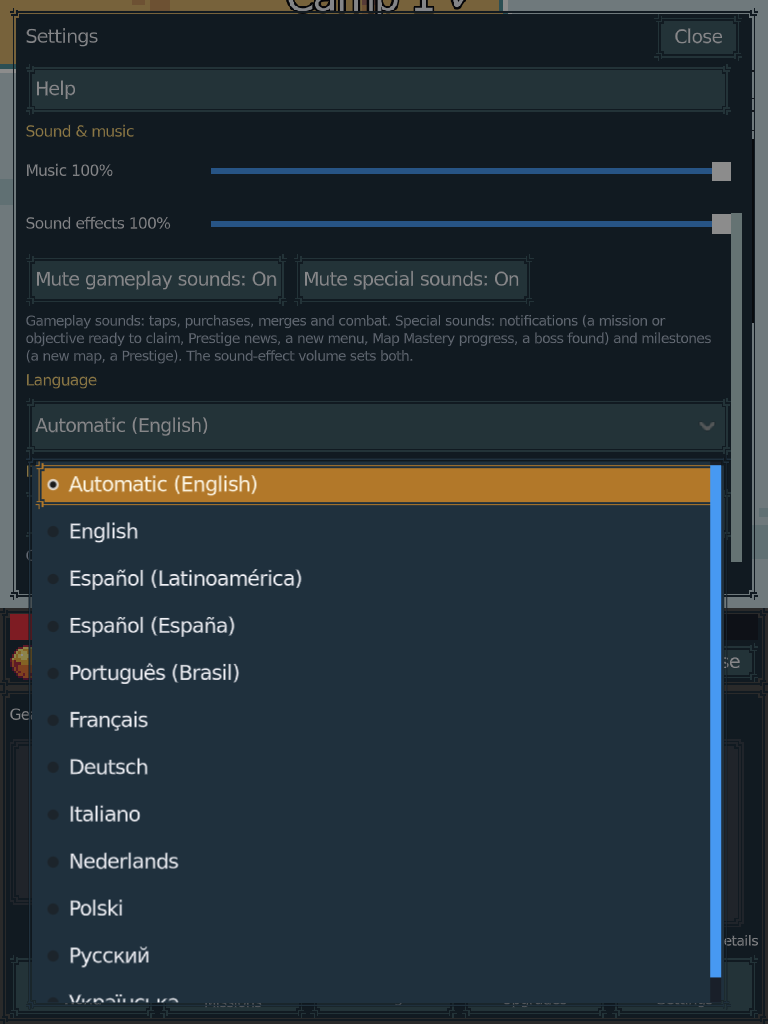 Camp 1 ✓
Settings
Close
Help
Sound & music
Music 100%
Sound effects 100%
Mute gameplay sounds: On
Mute special sounds: On
Gameplay sounds: taps, purchases, merges and combat. Special sounds: notifications (a mission or
objective ready to claim, Prestige news, a new menu, Map Mastery progress, a boss found) and milestones
(a new map, a Prestige). The sound-effect volume sets both.
Language
Automatic (English)
Automatic (English)
English
Español (Latinoamérica)
Español (España)
Português (Brasil)
Français
Deutsch
Italiano
Nederlands
Polski
Русский
Українська